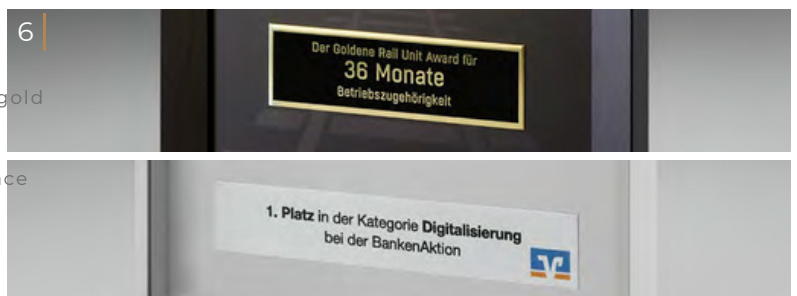 6
gold
Der Goldene Rail Unit Award für
36 Monate
Betriebszugehörigkeit
1. Platz in der Kategorie Digitalisierung
bei der BankenAktion